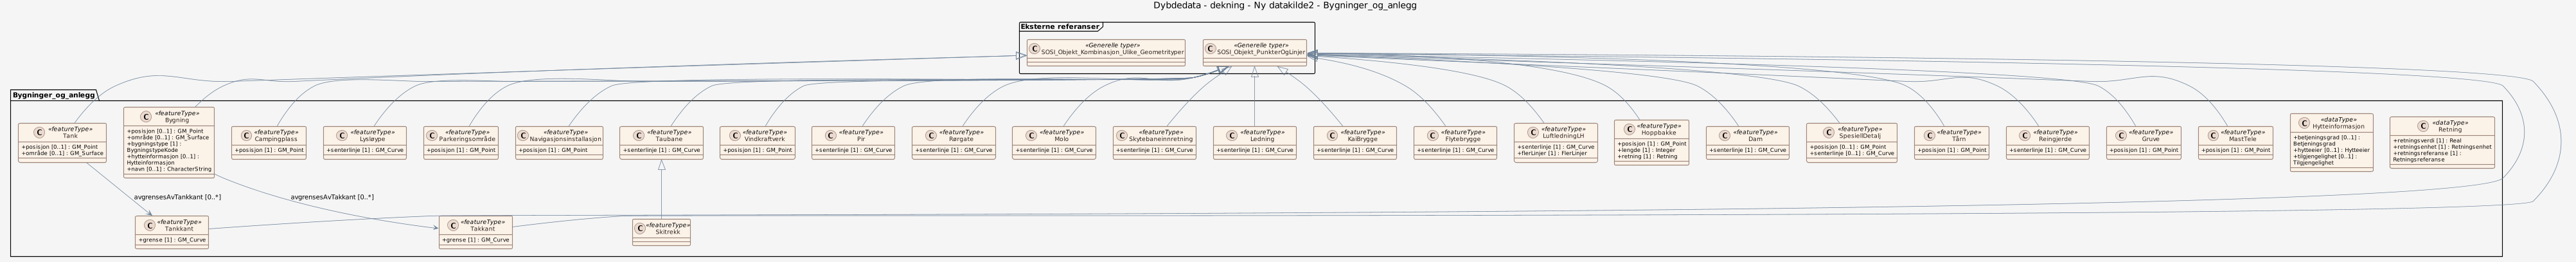 Dybdedata - dekning - Ny datakilde2 - Bygninger_og_anlegg
Eksterne referanser
C «Generelle typer»
SOSI_Objekt_Kombinasjon_Ulike_Geometrityper
C «Generelle typer»
SOSI_Objekt_PunkterOgLinjer
Bygninger_og_anlegg
C «featureType»
Tank
+posisjon [0..1] : GM_Point
+område [0..1] : GM_Surface
C «featureType»
Bygning
+posisjon [0..1] : GM_Point
+område [0..1] : GM_Surface
+bygningstype [1] :
BygningstypeKode
+hytteinformasjon [0..1] :
Hytteinformasjon
+navn [0..1] : CharacterString
C «featureType»
Campingplass
+posisjon [1] : GM_Point
C «featureType»
Lysløype
+senterlinje [1] : GM_Curve
C «featureType»
Parkeringsområde
+posisjon [1] : GM_Point
C «featureType»
Navigasjonsinstallasjon
+posisjon [1] : GM_Point
C «featureType»
Taubane
+senterlinje [1] : GM_Curve
C «featureType»
Vindkraftverk
+posisjon [1] : GM_Point
C «featureType»
Pir
+senterlinje [1] : GM_Curve
C «featureType»
Rørgate
+senterlinje [1] : GM_Curve
C «featureType»
Molo
+senterlinje [1] : GM_Curve
C «featureType»
Skytebaneinnretning
+senterlinje [1] : GM_Curve
C «featureType»
Ledning
+senterlinje [1] : GM_Curve
C «featureType»
KaiBrygge
+senterlinje [1] : GM_Curve
C «featureType»
Flytebrygge
+senterlinje [1] : GM_Curve
C «featureType»
LuftledningLH
+senterlinje [1] : GM_Curve
+flerLinjer [1] : FlerLinjer
C «featureType»
Hoppbakke
+posisjon [1] : GM_Point
+lengde [1] : Integer
+retning [1] : Retning
C «featureType»
Dam
+senterlinje [1] : GM_Curve
C «featureType»
SpesiellDetalj
+posisjon [0..1] : GM_Point
+senterlinje [0..1] : GM_Curve
C «featureType»
Tårn
+posisjon [1] : GM_Point
C «featureType»
Reingjerde
+senterlinje [1] : GM_Curve
C «featureType»
Gruve
+posisjon [1] : GM_Point
C «featureType»
MastTele
+posisjon [1] : GM_Point
C «dataType»
Hytteinformasjon
+betjeningsgrad [0..1] :
Betjeningsgrad
+hytteeier [0..1] : Hytteeier
+tilgjengelighet [0..1] :
Tilgjengelighet
C «dataType»
Retning
+retningsverdi [1] : Real
+retningsenhet [1] : Retningsenhet
+retningsreferanse [1] :
Retningsreferanse
avgrensesAvTankkant [0..*]
avgrensesAvTakkant [0..*]
C «featureType»
Tankkant
+grense [1] : GM_Curve
C «featureType»
Takkant
+grense [1] : GM_Curve
C «featureType»
Skitrekk